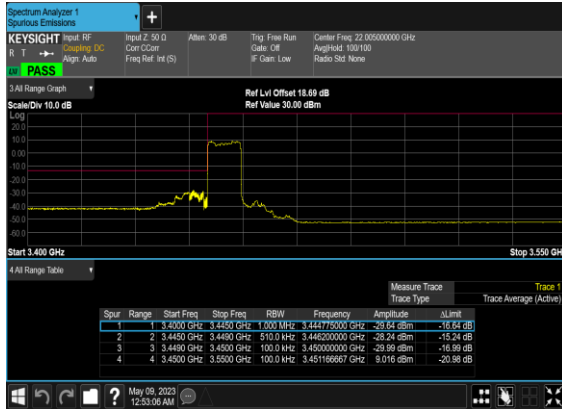 Spectrum Analyzer 1
Spurious Emissions
+
KEYSIGHT Input: RF Input Z: 50 Ω Atten: 30 dB Trig: Free Run Center Freq: 22.005000000 GHz
R T Coupling: DC Corr CCorr Gate: Off Avg|Hold: 100/100
Align: Auto Freq Ref: Int (S) IF Gain: Low Radio Std: None
LW PASS
3 All Range Graph
Ref Lvl Offset 18.69 dB
Scale/Div 10.0 dB Ref Value 30.00 dBm
Log
20.0
10.0
0.00
-10.0
-20.0
-30.0
-40.0
-50.0
-60.0
Start 3.400 GHz Stop 3.550 GH
4 All Range Table
Measure Trace Trace 1
Trace Type Trace Average (Active)
Spur Range Start Freq Stop Freq RBW Frequency Amplitude ΔLimit
1 1 3.4000 GHz 3.4450 GHz 1.000 MHz 3.444775000 GHz -29.64 dBm -16.64 dB
2 2 3.4450 GHz 3.4490 GHz 510.0 kHz 3.446200000 GHz -28.24 dBm -15.24 dB
3 3 3.4490 GHz 3.4500 GHz 100.0 kHz 3.450000000 GHz -29.99 dBm -16.99 dB
4 4 3.4500 GHz 3.5500 GHz 100.0 kHz 3.451166667 GHz 9.016 dBm -20.98 dB
? May 09, 2023
12:53:06 AM